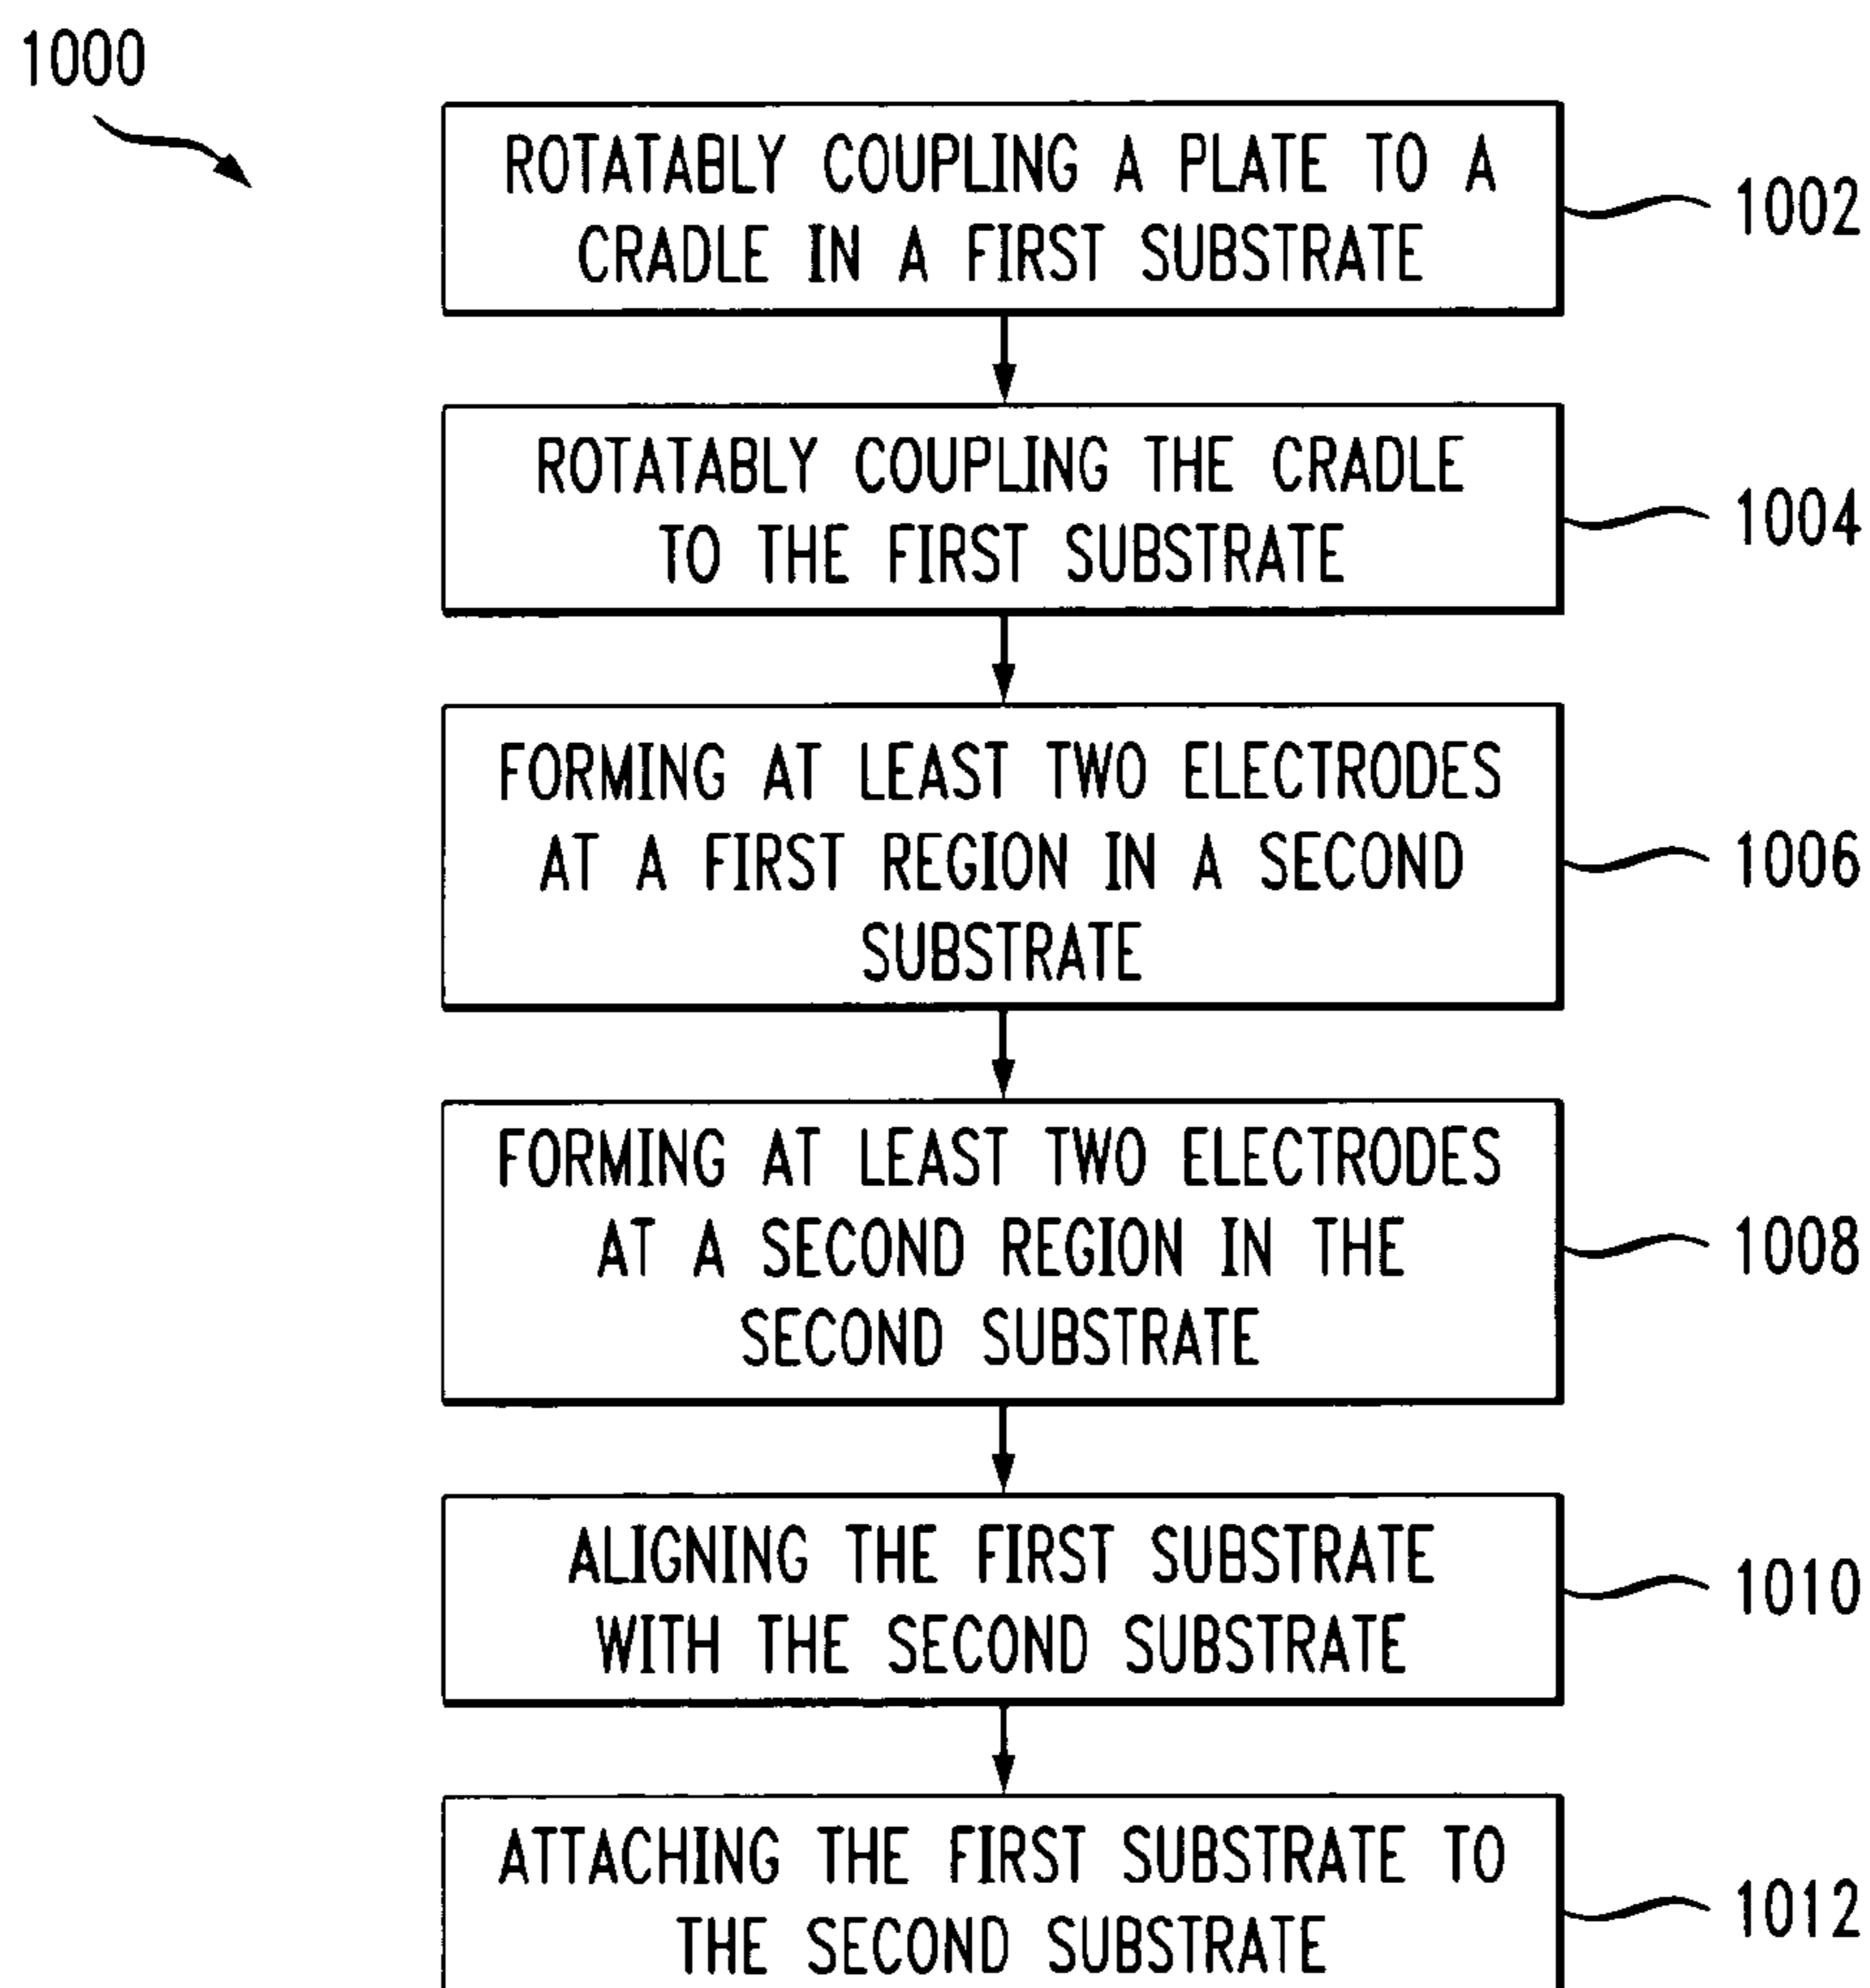 1000
ROTATABLY COUPLING A PLATE TO A
CRADLE IN A FIRST SUBSTRATE
1002
ROTATABLY COUPLING THE CRADLE
TO THE FIRST SUBSTRATE
1004
FORMING AT LEAST TWO ELECTRODES
AT A FIRST REGION IN A SECOND
SUBSTRATE
1006
FORMING AT LEAST TWO ELECTRODES
AT A SECOND REGION IN THE
SECOND SUBSTRATE
1008
ALIGNING THE FIRST SUBSTRATE
WITH THE SECOND SUBSTRATE
1010
ATTACHING THE FIRST SUBSTRATE TO
THE SECOND SUBSTRATE
1012